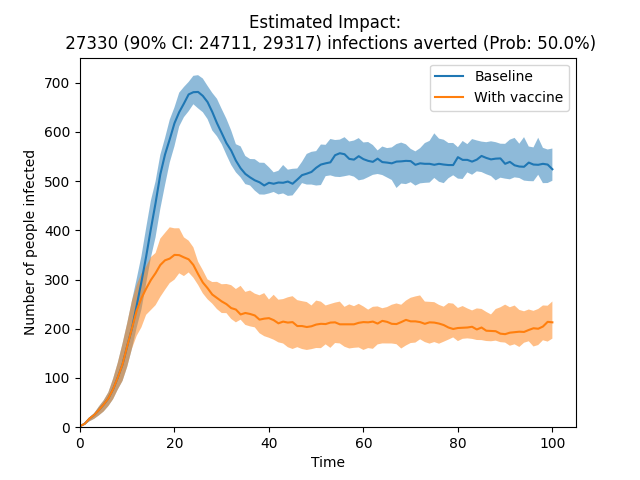 Estimated Impact:
27330 (90% CI: 24711, 29317) infections averted (Prob: 50.0%)
Baseline
With vaccine
Number of people infected
700
600
500
400
300
200
100
0
0 20 40 60 80 100
Time